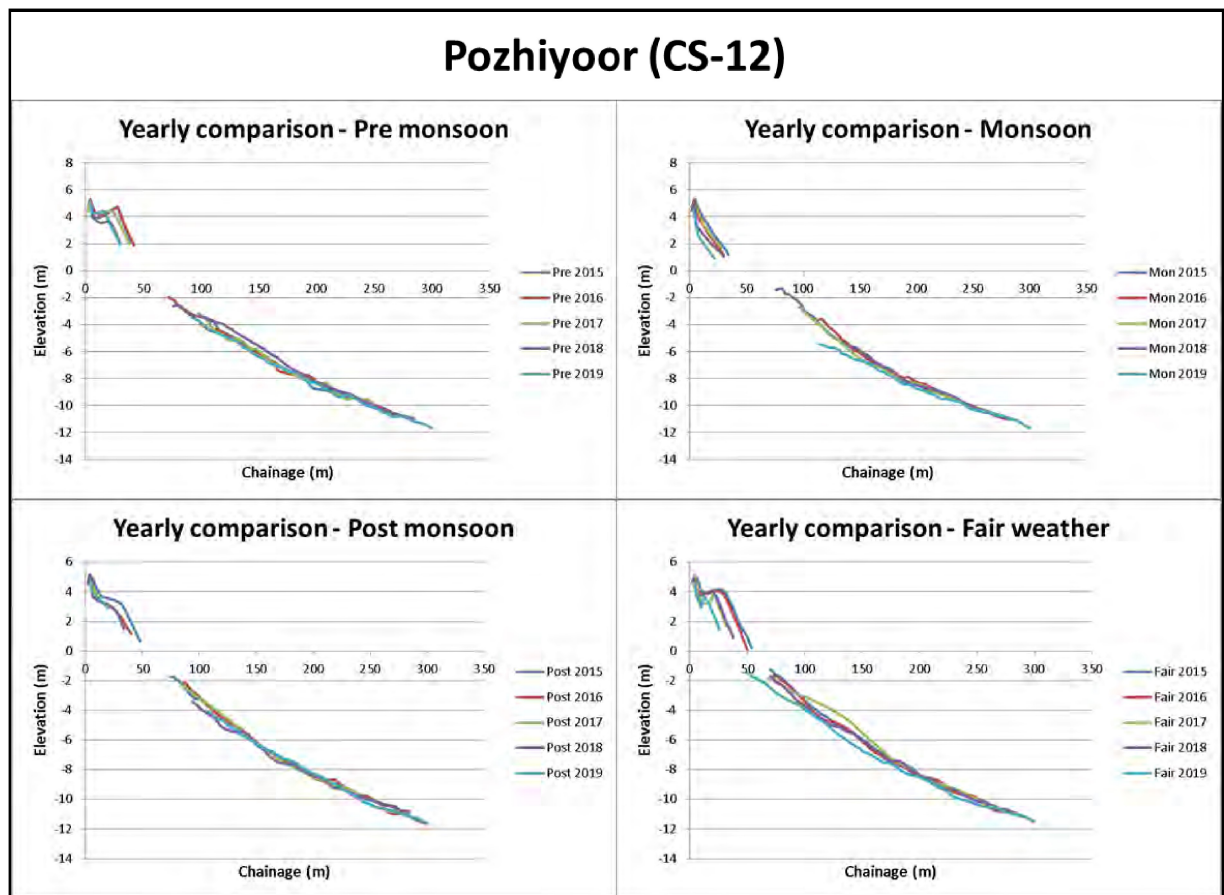 Pozhiyoor (CS-12)
Yearly comparison - Pre monsoon
8
6
4
2
0
-2
-4
-6
-8
-10
-12
-14
0 50 100 150 200 250 300 350
Elevation (m)
Chainage (m)
Pre 2015
Pre 2016
Pre 2017
Pre 2018
Pre 2019
Yearly comparison - Monsoon
8
6
4
2
0
-2
-4
-6
-8
-10
-12
-14
0 50 100 150 200 250 300 350
Elevation (m)
Chainage (m)
Mon 2015
Mon 2016
Mon 2017
Mon 2018
Mon 2019
Yearly comparison - Post monsoon
6
4
2
0
-2
-4
-6
-8
-10
-12
-14
0 50 100 150 200 250 300 350
Elevation (m)
Chainage (m)
Post 2015
Post 2016
Post 2017
Post 2018
Post 2019
Yearly comparison - Fair weather
6
4
2
0
-2
-4
-6
-8
-10
-12
-14
0 50 100 150 200 250 300 350
Elevation (m)
Chainage (m)
Fair 2015
Fair 2016
Fair 2017
Fair 2018
Fair 2019